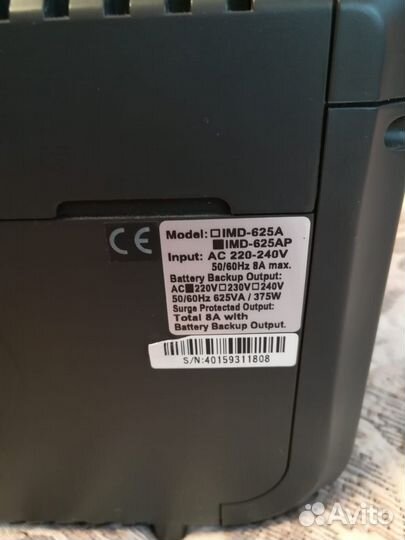 CE
Model: □IMD-625A
■IMD-625AP
Input: AC 220-240V
50/60Hz 8A max.
Battery Backup Output:
AC■220V□230V□240V
50/60Hz 625VA / 375W
Surge Protected Output:
Total 8A with
Battery Backup Output.
S/N:40159311808
Avito